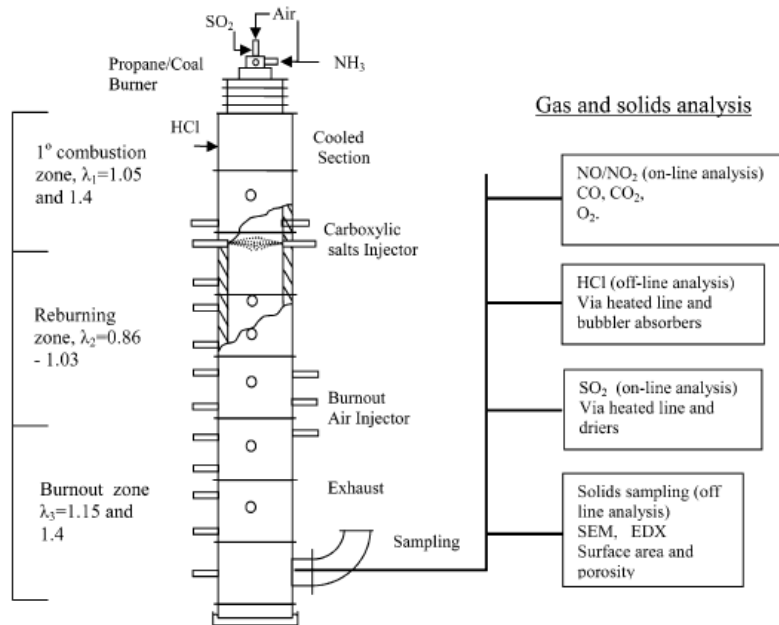 Air
SO2
Propane/Coal
Burner
NH3
HCl
Cooled
Section
1° combustion
zone, λ1=1.05
and 1.4
Carboxylic
salts Injector
Reburning
zone, λ2=0.86
- 1.03
Burnout
Air Injector
Burnout zone
λ3=1.15 and
1.4
Exhaust
Sampling
Gas and solids analysis
NO/NO2 (on-line analysis)
CO, CO2,
O2.
HCl (off-line analysis)
Via heated line and
bubbler absorbers
SO2 (on-line analysis)
Via heated line and
driers
Solids sampling (off
line analysis)
SEM, EDX
Surface area and
porosity